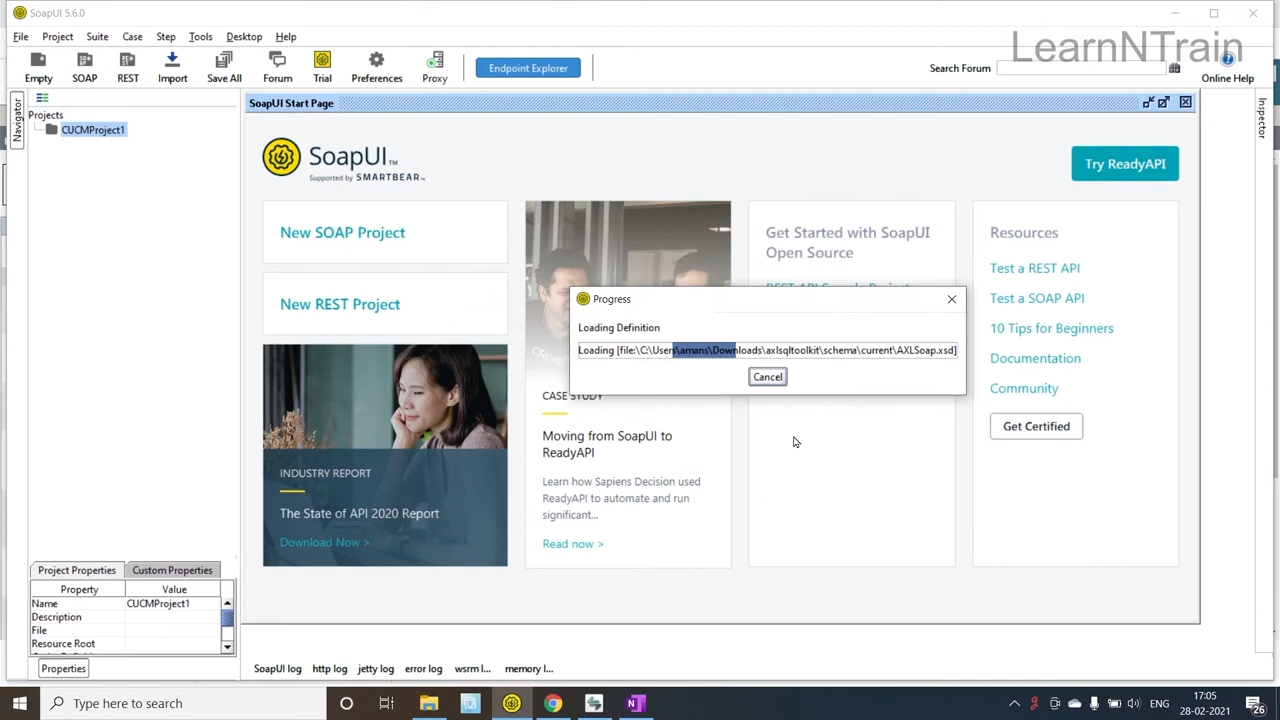 SoapUI 5.6.0
File Project Suite Case Step Tools Desktop Help
LearnNTrain
Empty SOAP REST Import Save All Forum Trial Preferences Proxy
Endpoint Explorer
Search Forum
Online Help
Navigator
Projects
CUCMProject1
SoapUI Start Page
Inspector
SoapUI™
Supported by SMARTBEAR™
Try ReadyAPI
New SOAP Project
New REST Project
Get Started with SoapUI
Open Source
Resources
Test a REST API
Test a SOAP API
10 Tips for Beginners
Documentation
Community
Get Certified
Progress
Loading Definition
Loading [file:\C:\Users\amans\Downloads\axlsqltoolkit\schema\current\AXLSoap.xsd]
Cancel
CASE STUDY
Moving from SoapUI to
ReadyAPI
Learn how Sapiens Decision used
ReadyAPI to automate and run
significant...
Read now >
INDUSTRY REPORT
The State of API 2020 Report
Download Now >
Project Properties Custom Properties
Property Value
Name CUCMProject1
Description
File
Resource Root
Properties
SoapUI log http log jetty log error log wsrm l... memory l...
Type here to search
ENG
17:05
28-02-2021
26